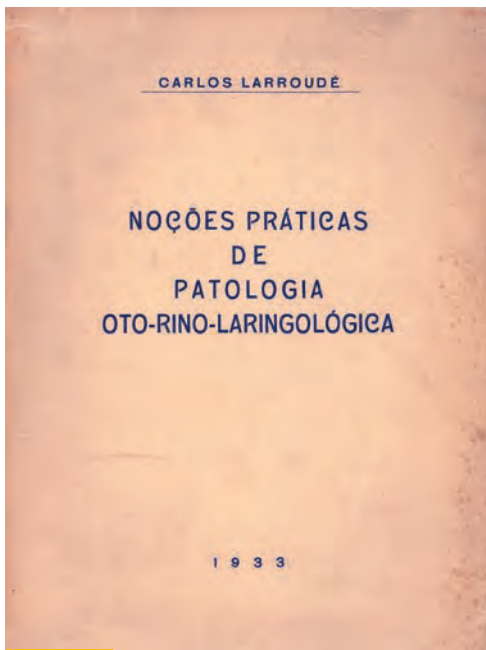 CARLOS LARROUDÉ
NOÇÕES PRÁTICAS
DE
PATOLOGIA
OTO-RINO-LARINGOLÓGICA
1933